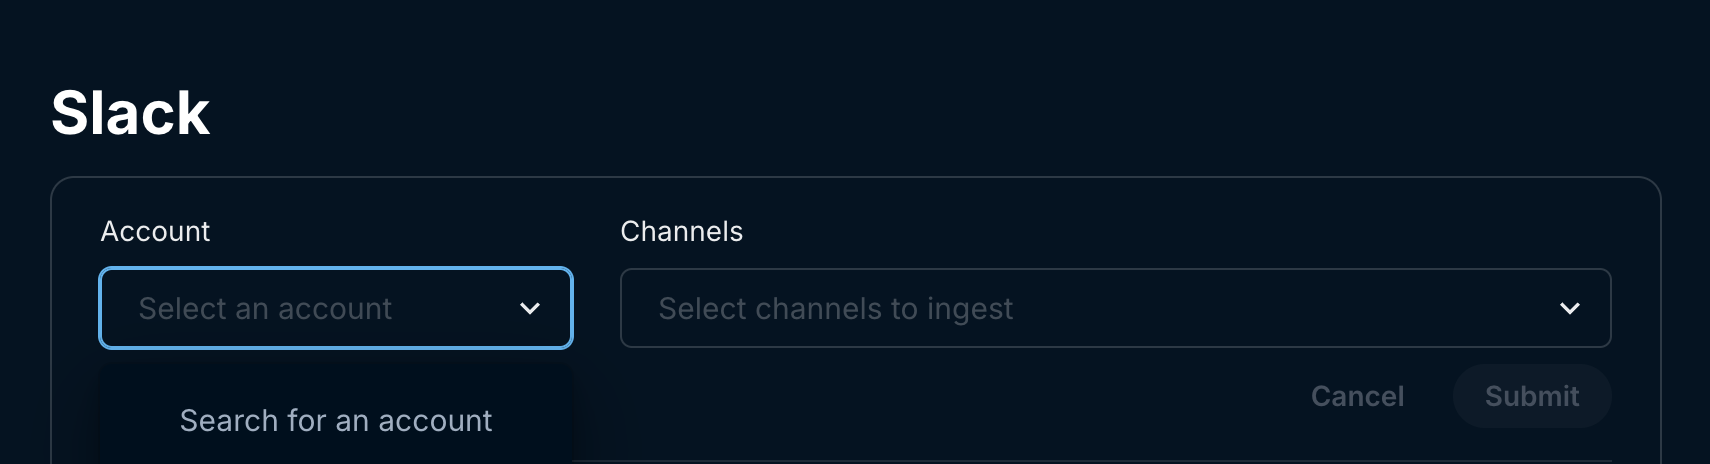 Slack
Account
Channels
Select an account
Select channels to ingest
Cancel
Submit
Search for an account